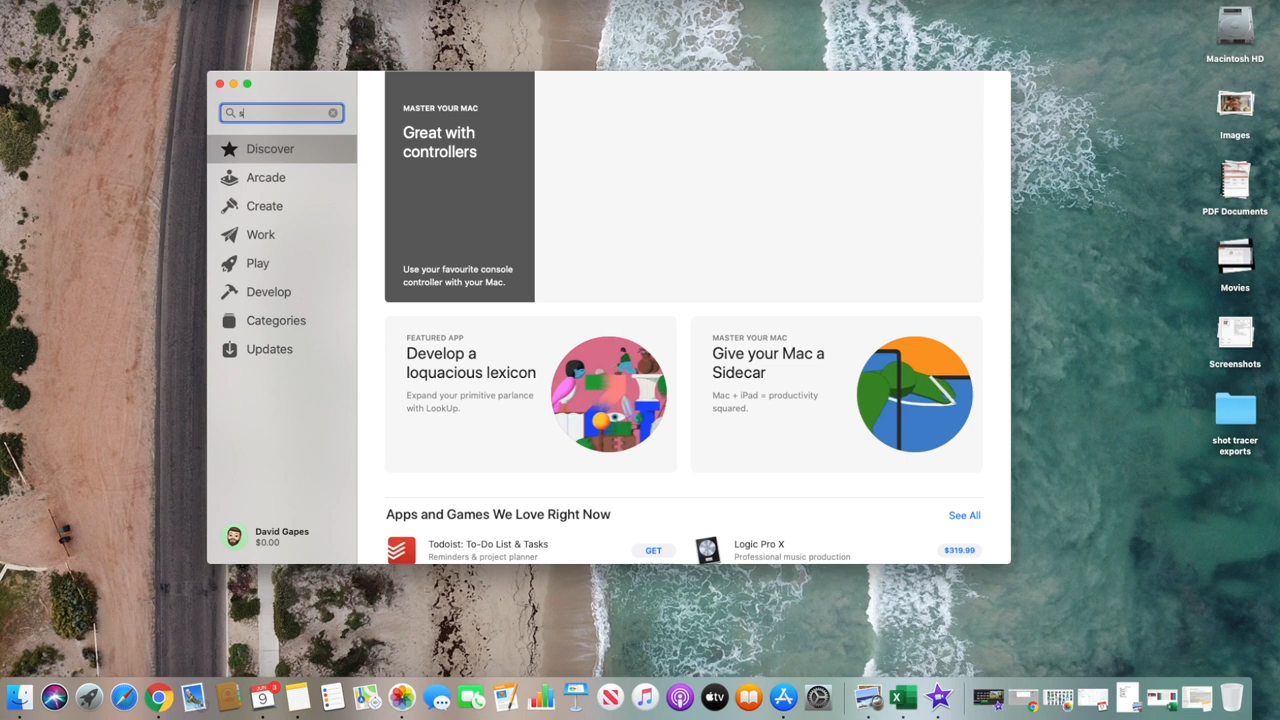 s
Discover
Arcade
Create
Work
Play
Develop
Categories
Updates
David Gapes
$0.00
MASTER YOUR MAC
Great with
controllers
Use your favourite console
controller with your Mac.
FEATURED APP
Develop a
loquacious lexicon
Expand your primitive parlance
with LookUp.
MASTER YOUR MAC
Give your Mac a
Sidecar
Mac + iPad = productivity
squared.
Apps and Games We Love Right Now
See All
Todoist: To-Do List & Tasks
Reminders & project planner
GET
Logic Pro X
Professional music production
$319.99
Macintosh HD
Images
PDF Documents
Movies
Screenshots
shot tracer
exports
JUN
3
9
tv